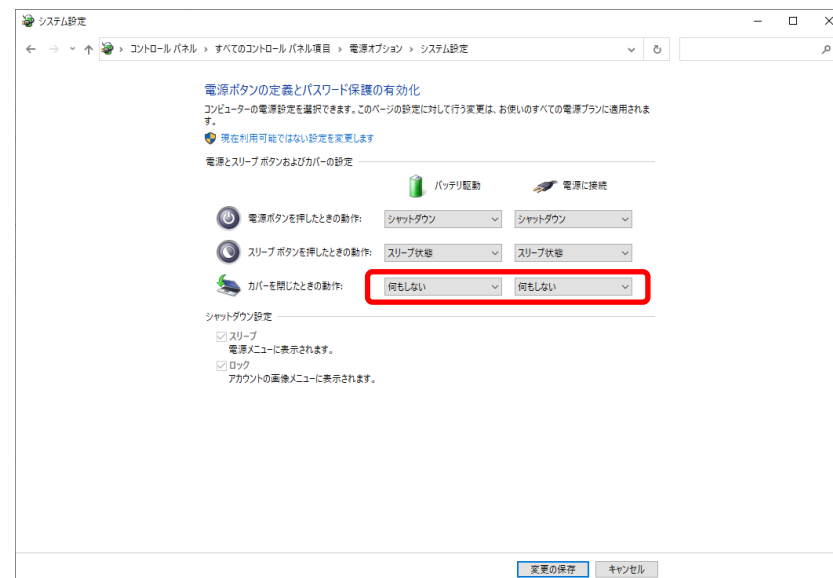 システム設定
コントロール パネル › すべてのコントロール パネル項目 › 電源オプション › システム設定
電源ボタンの定義とパスワード保護の有効化
コンピューターの電源設定を選択できます。このページの設定に対して行う変更は、お使いのすべての電源プランに適用されま
す。
現在利用可能ではない設定を変更します
電源とスリープ ボタンおよびカバーの設定
バッテリ駆動 電源に接続
電源ボタンを押したときの動作: シャットダウン シャットダウン
スリープ ボタンを押したときの動作: スリープ状態 スリープ状態
カバーを閉じたときの動作: 何もしない 何もしない
シャットダウン設定
スリープ
電源メニューに表示されます。
ロック
アカウントの画像メニューに表示されます。
変更の保存 キャンセル